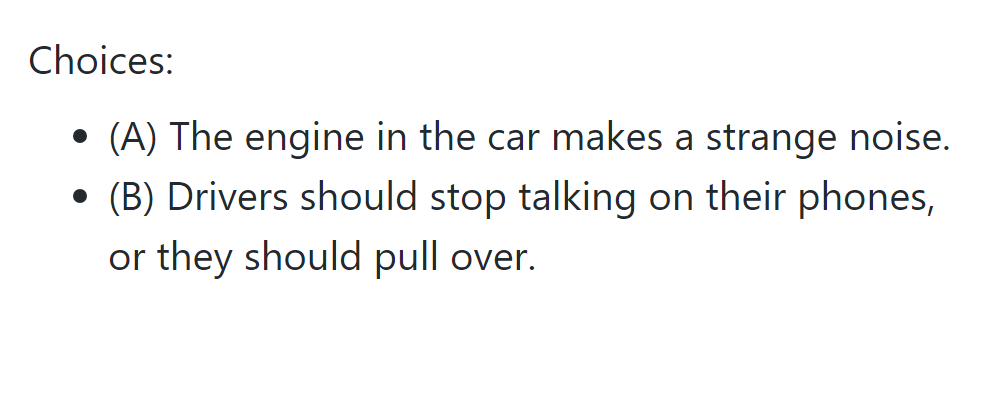 Choices:
• (A) The engine in the car makes a strange noise.
• (B) Drivers should stop talking on their phones,
or they should pull over.